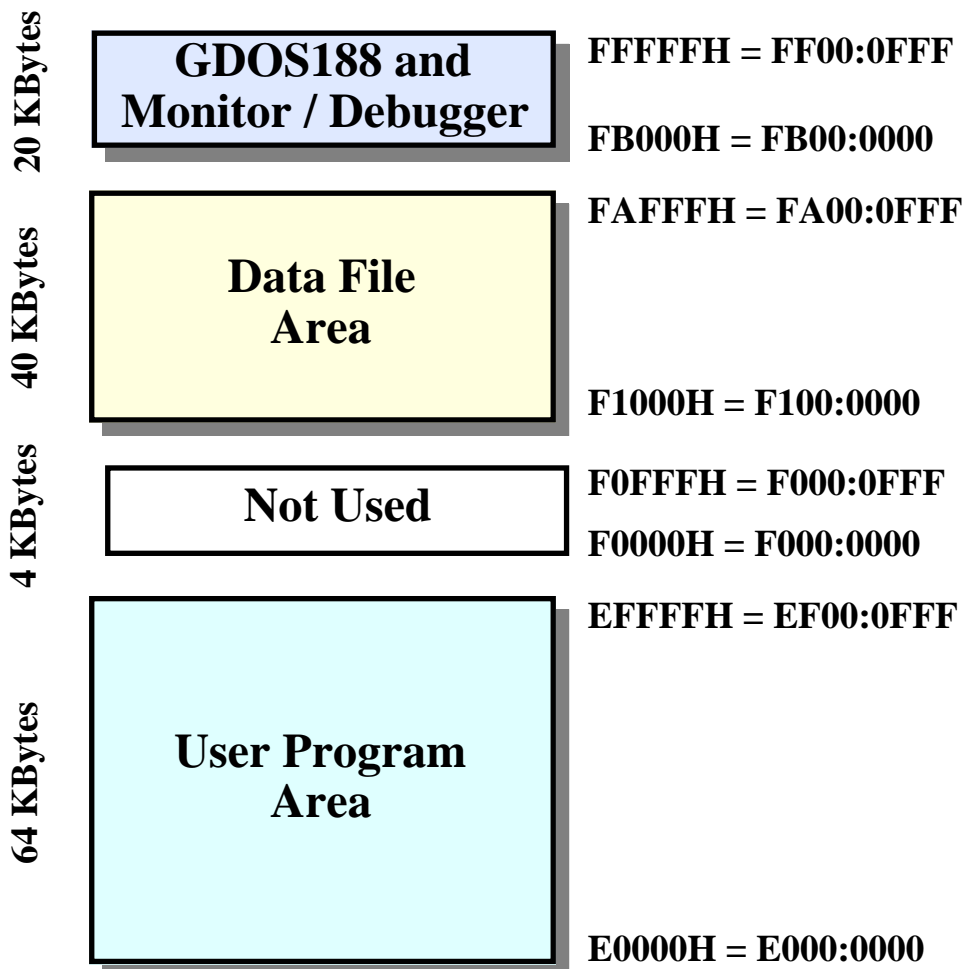 20 KBytes
GDOS188 and
Monitor / Debugger
FFFFFH = FF00:0FFF
FB000H = FB00:0000
40 KBytes
Data File
Area
FAFFFH = FA00:0FFF
F1000H = F100:0000
4 KBytes
Not Used
F0FFFH = F000:0FFF
F0000H = F000:0000
64 KBytes
User Program
Area
EFFFFH = EF00:0FFF
E0000H = E000:0000